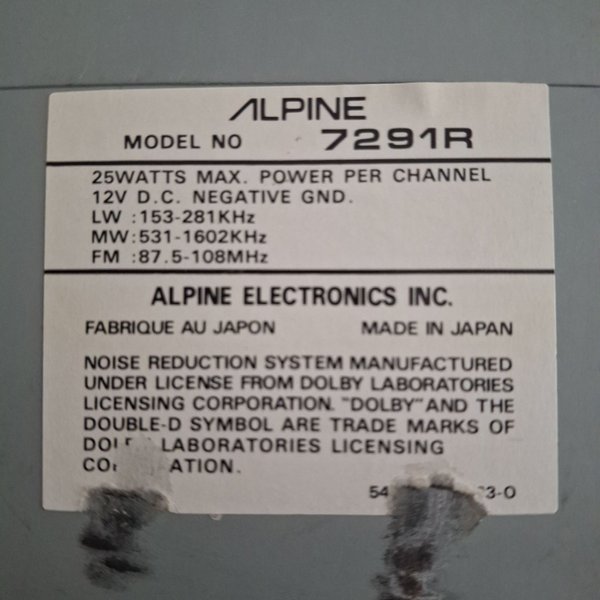 ALPINE
MODEL NO 7291R
25WATTS MAX. POWER PER CHANNEL
12V D.C. NEGATIVE GND.
LW :153-281KHz
MW:531-1602KHz
FM :87.5-108MHz
ALPINE ELECTRONICS INC.
FABRIQUE AU JAPON MADE IN JAPAN
NOISE REDUCTION SYSTEM MANUFACTURED
UNDER LICENSE FROM DOLBY LABORATORIES
LICENSING CORPORATION. "DOLBY" AND THE
DOUBLE-D SYMBOL ARE TRADE MARKS OF
LABORATORIES LICENSING